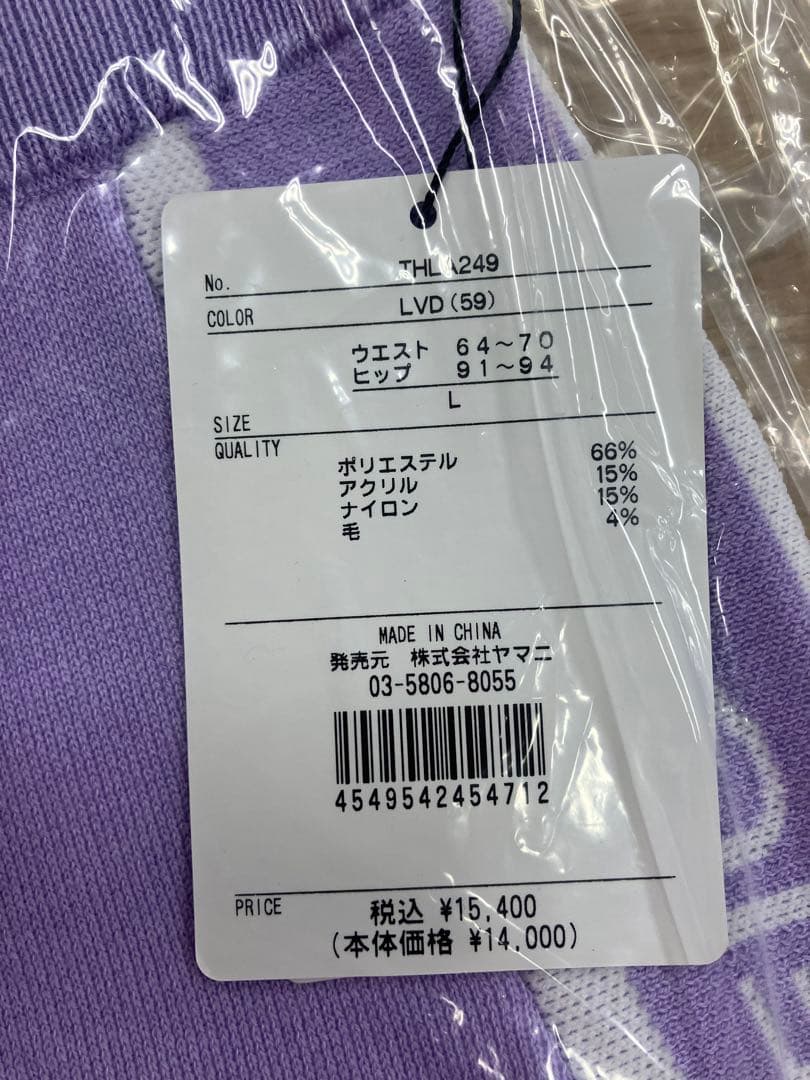 No. THLA249
COLOR LVD(59)
ウエスト 64～70
ヒップ 91～94
L
SIZE
QUALITY
ポリエステル 66%
アクリル 15%
ナイロン 15%
毛 4%
MADE IN CHINA
発売元 株式会社ヤマニ
03-5806-8055
4549542454712
PRICE 税込 ¥15,400
(本体価格 ¥14,000)